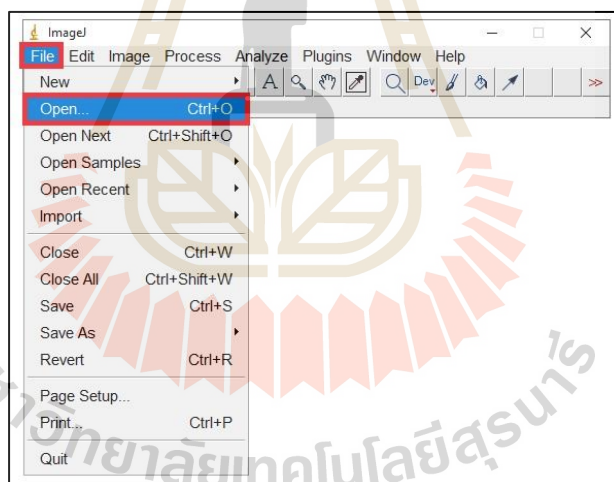 ImageJ
File Edit Image Process Analyze Plugins Window Help
New A Dev >>
Open... Ctrl+O
Open Next Ctrl+Shift+O
Open Samples
Open Recent
Import
Close Ctrl+W
Close All Ctrl+Shift+W
Save Ctrl+S
Save As
Revert Ctrl+R
Page Setup...
Print... Ctrl+P
Quit
วิทยาลัยเทคโนโลยีสุรนาร